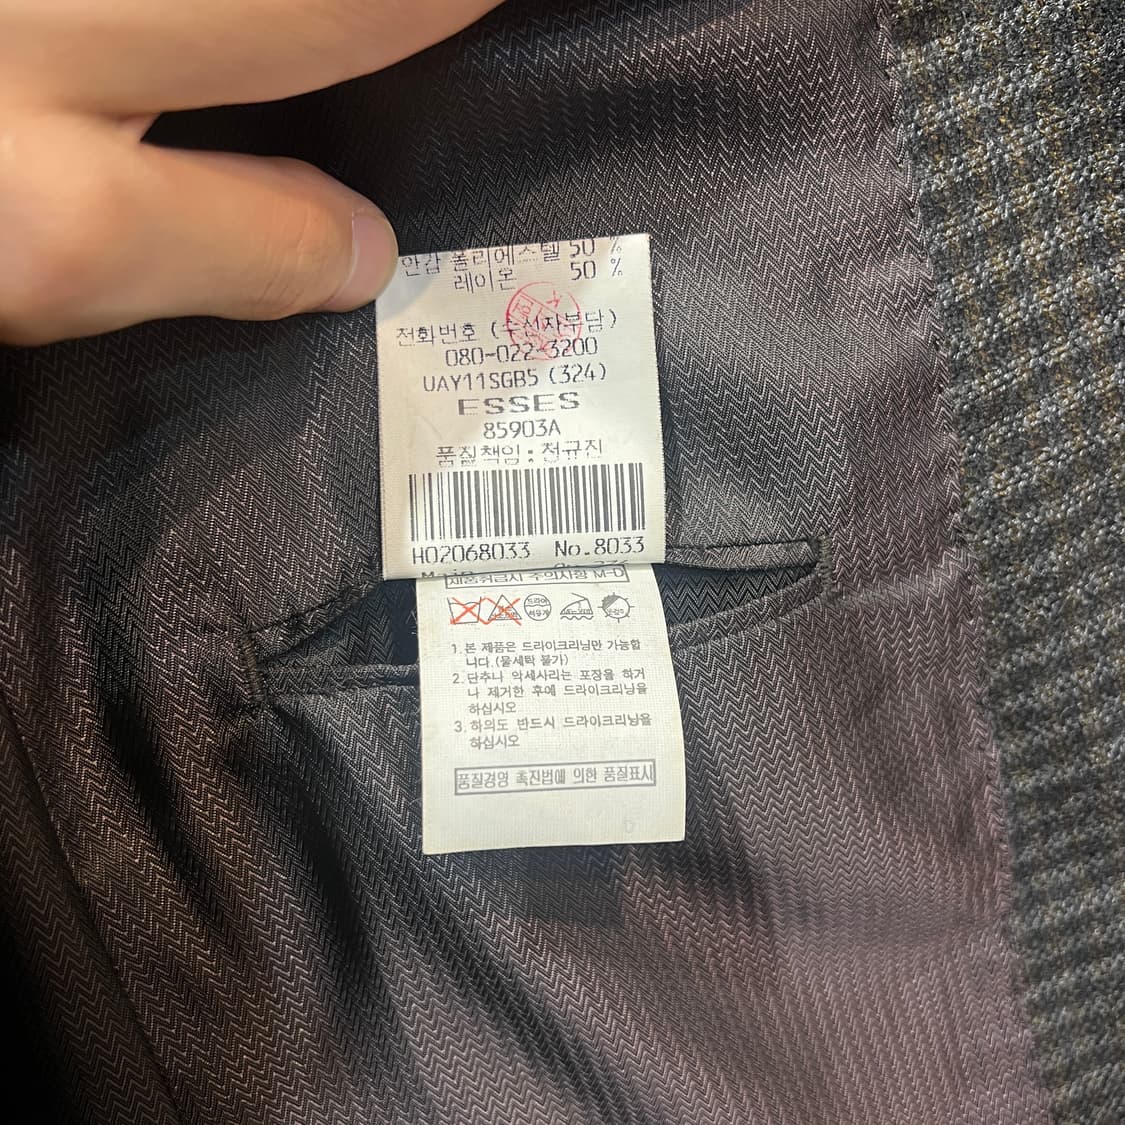 안감 폴리에스텔 50 %
레이온 50 %
전화번호 (수신자부담)
080-022-3200
UAY11SGB5 (324)
ESSES
85903A
품질책임:천규진
H02068033 No.8033
제품취급시 주의사항 M-D
드라이
1.본 제품은 드라이크리닝만 가능합
니다.(물세탁 불가)
2.단추나 악세사리는 포장을 하거
나 제거한 후에 드라이크리닝을
하십시오
3.하의도 반드시 드라이크리닝을
하십시오
품질경영 촉진법에 의한 품질표시